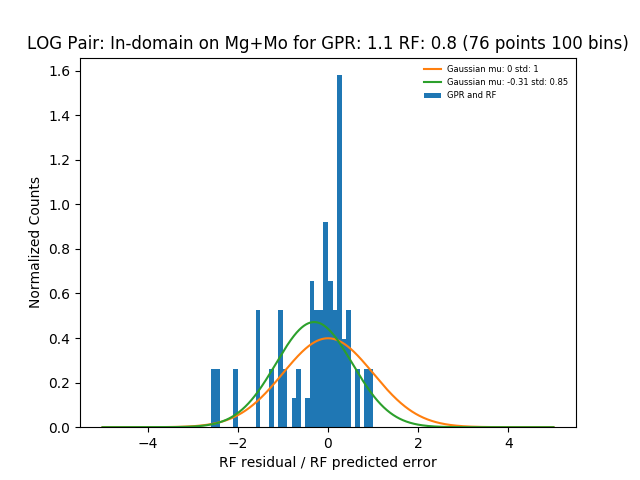 LOG Pair: In-domain on Mg+Mo for GPR: 1.1 RF: 0.8 (76 points 100 bins)
Gaussian mu: 0 std: 1
Gaussian mu: -0.31 std: 0.85
GPR and RF
Normalized Counts
1.6
1.4
1.2
1.0
0.8
0.6
0.4
0.2
0.0
−4 −2 0 2 4
RF residual / RF predicted error